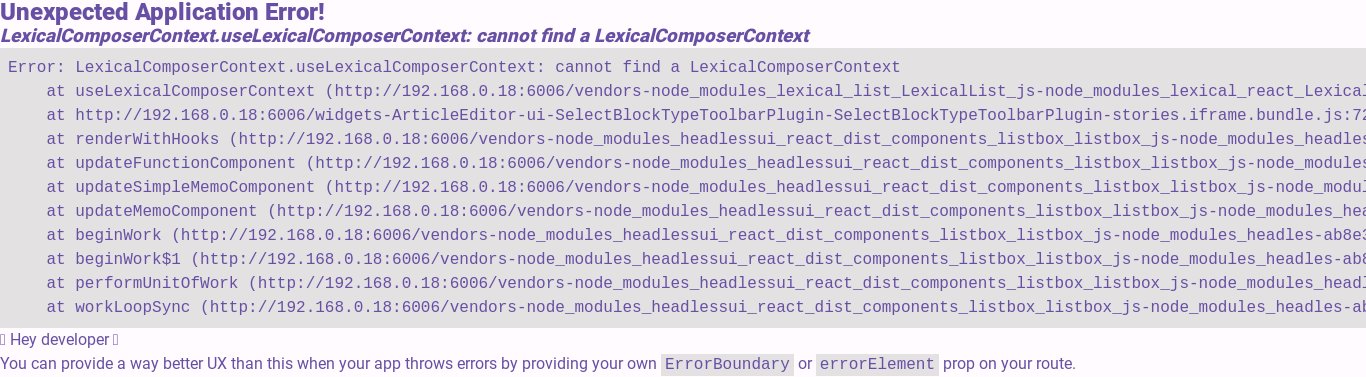 Unexpected Application Error!
LexicalComposerContext.useLexicalComposerContext: cannot find a LexicalComposerContext
Error: LexicalComposerContext.useLexicalComposerContext: cannot find a LexicalComposerContext
at useLexicalComposerContext (http://192.168.0.18:6006/vendors-node_modules_lexical_list_LexicalList_js-node_modules_lexical_react_Lexical
at http://192.168.0.18:6006/widgets-ArticleEditor-ui-SelectBlockTypeToolbarPlugin-SelectBlockTypeToolbarPlugin-stories.iframe.bundle.js:72
at renderWithHooks (http://192.168.0.18:6006/vendors-node_modules_headlessui_react_dist_components_listbox_listbox_js-node_modules_headles
at updateFunctionComponent (http://192.168.0.18:6006/vendors-node_modules_headlessui_react_dist_components_listbox_listbox_js-node_modules
at updateSimpleMemoComponent (http://192.168.0.18:6006/vendors-node_modules_headlessui_react_dist_components_listbox_listbox_js-node_modul
at updateMemoComponent (http://192.168.0.18:6006/vendors-node_modules_headlessui_react_dist_components_listbox_listbox_js-node_modules_hea
at beginWork (http://192.168.0.18:6006/vendors-node_modules_headlessui_react_dist_components_listbox_listbox_js-node_modules_headles-ab8e3
at beginWork$1 (http://192.168.0.18:6006/vendors-node_modules_headlessui_react_dist_components_listbox_listbox_js-node_modules_headles-ab8
at performUnitOfWork (http://192.168.0.18:6006/vendors-node_modules_headlessui_react_dist_components_listbox_listbox_js-node_modules_headl
at workLoopSync (http://192.168.0.18:6006/vendors-node_modules_headlessui_react_dist_components_listbox_listbox_js-node_modules_headles-ab
Hey developer
You can provide a way better UX than this when your app throws errors by providing your own ErrorBoundary or errorElement prop on your route.